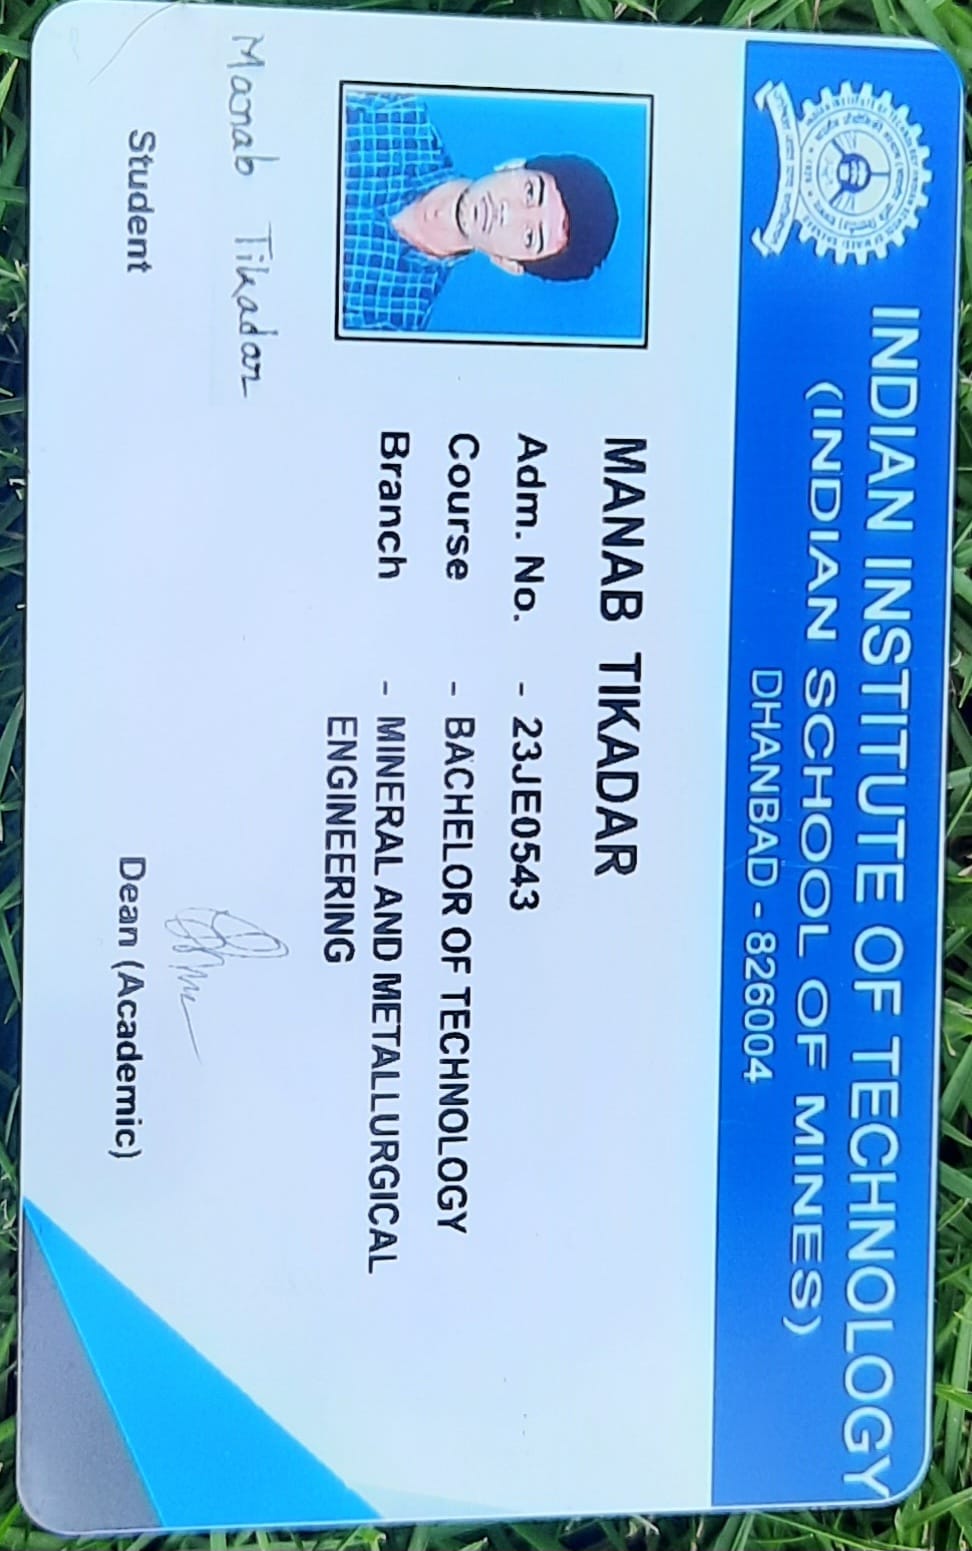 INDIAN INSTITUTE OF TECHNOLOGY
(INDIAN SCHOOL OF MINES)
DHANBAD - 826004
MANAB TIKADAR
Adm. No. - 23JE0543
Course - BACHELOR OF TECHNOLOGY
Branch - MINERAL AND METALLURGICAL
ENGINEERING
Manab Tikadar
Student
Dean (Academic)